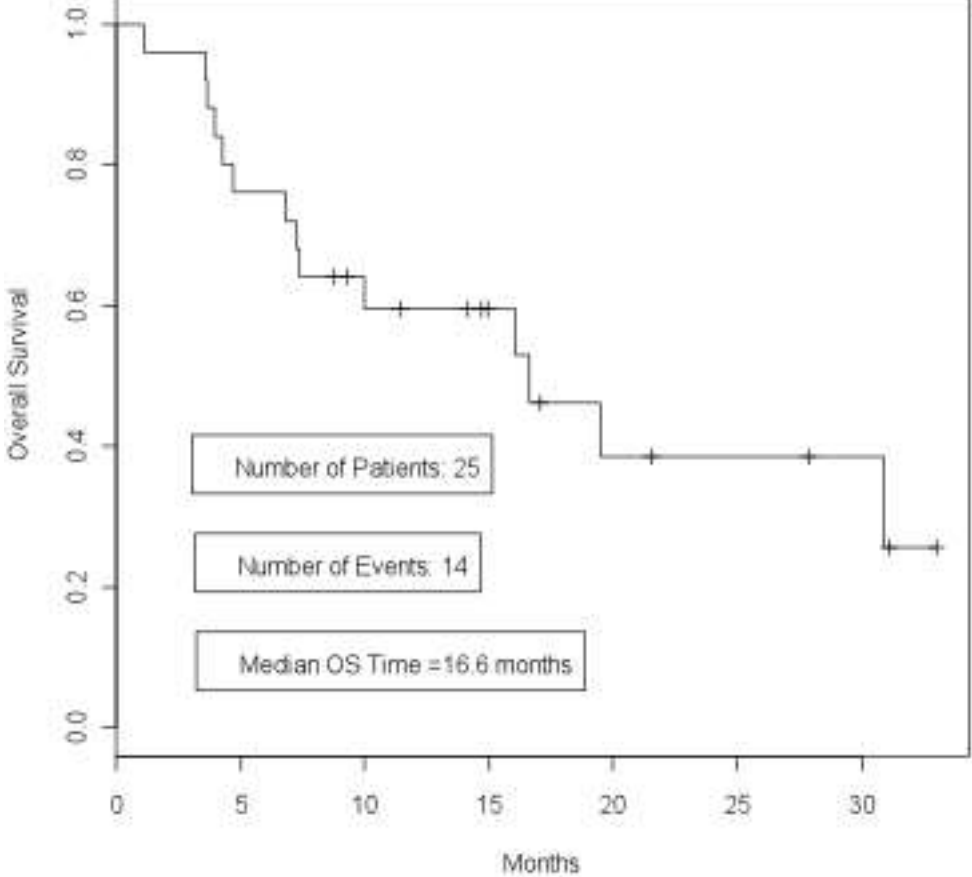 1.0
0.8
0.6
0.4
0.2
0.0
Overall Survival
Number of Patients: 25
Number of Events: 14
Median OS Time =16.6 months
0 5 10 15 20 25 30
Months